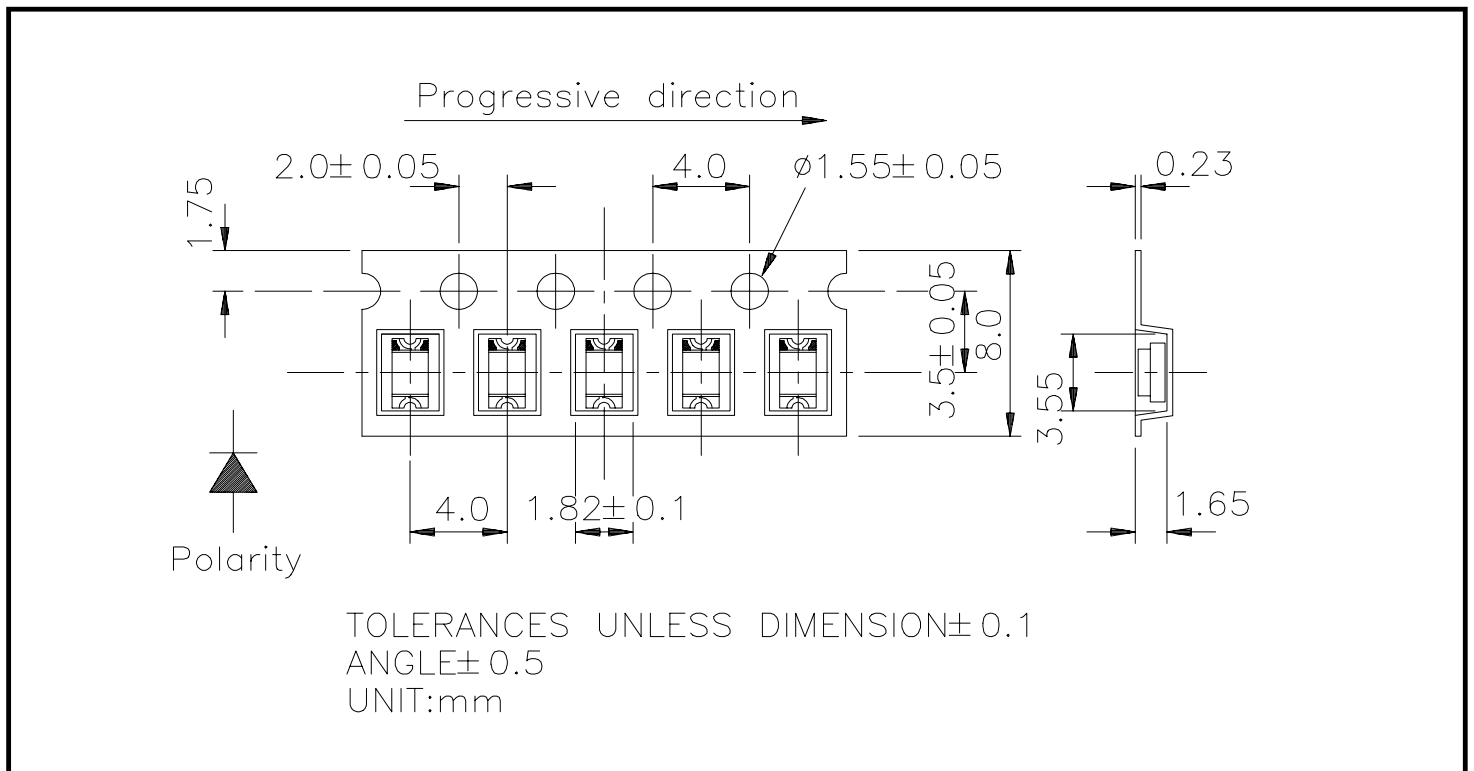 Progressive direction
2.0±0.05
4.0
ø1.55±0.05
0.23
1.75
3.5±0.05
8.0
3.55
4.0
1.82±0.1
1.65
Polarity
TOLERANCES UNLESS DIMENSION±0.1
ANGLE±0.5
UNIT:mm